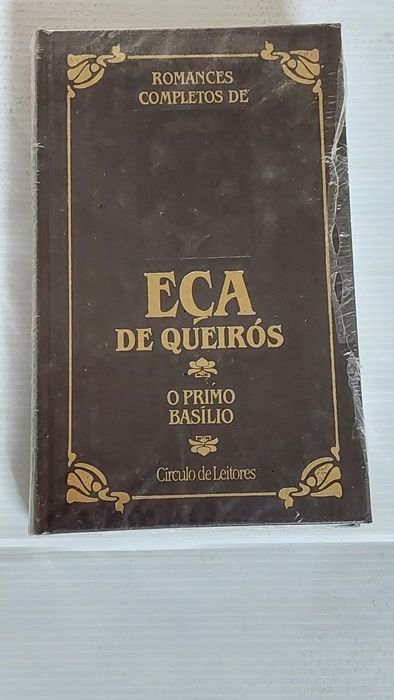 ROMANCES
COMPLETOS DE
EÇA
DE QUEIRÓS
O PRIMO
BASÍLIO
Círculo de Leitores